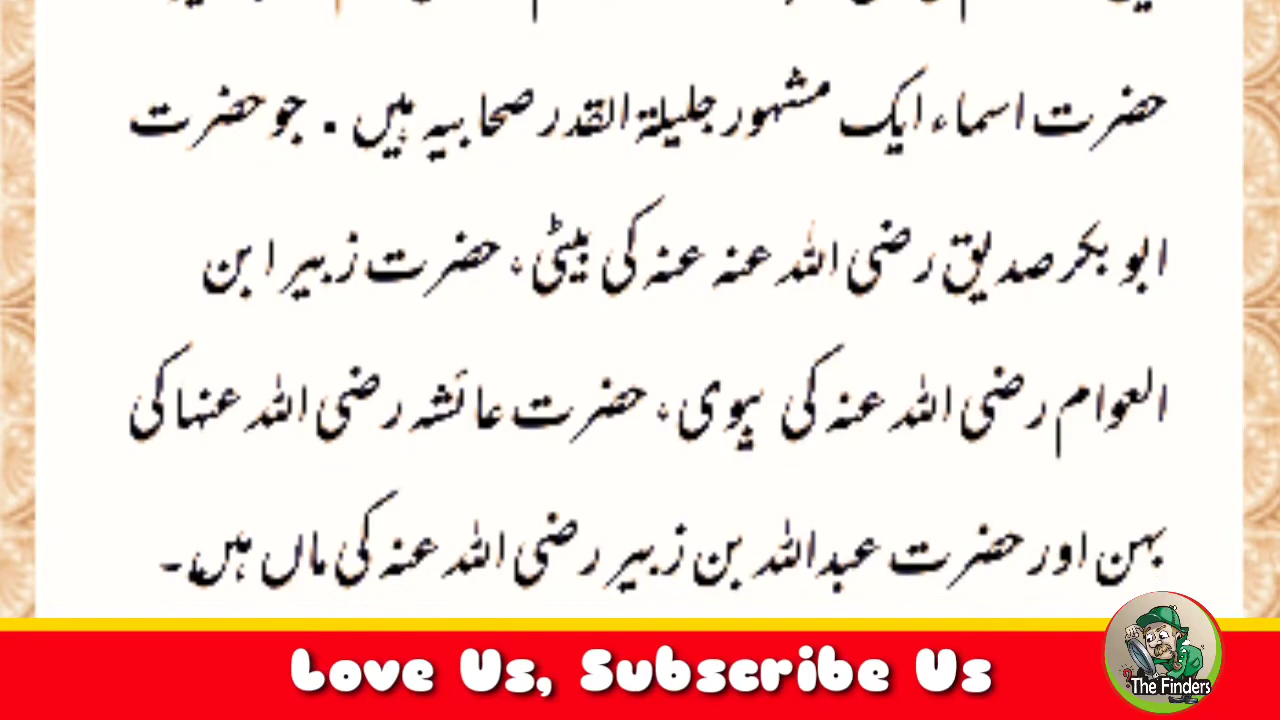 حضرت اسماء ایک مشہور جلیلۃ القدر صحابیہ ہیں . جو حضرت
ابو بکر صدیق رضی اللہ عنہ عنہ کی بیٹی، حضرت زبیر ابن
العوام رضی اللہ عنہ کی بیوی، حضرت عائشہ رضی اللہ عنہا کی
بہن اور حضرت عبداللہ بن زبیر رضی اللہ عنہ کی ماں ہیں۔
Love Us, Subscribe Us
The Finders